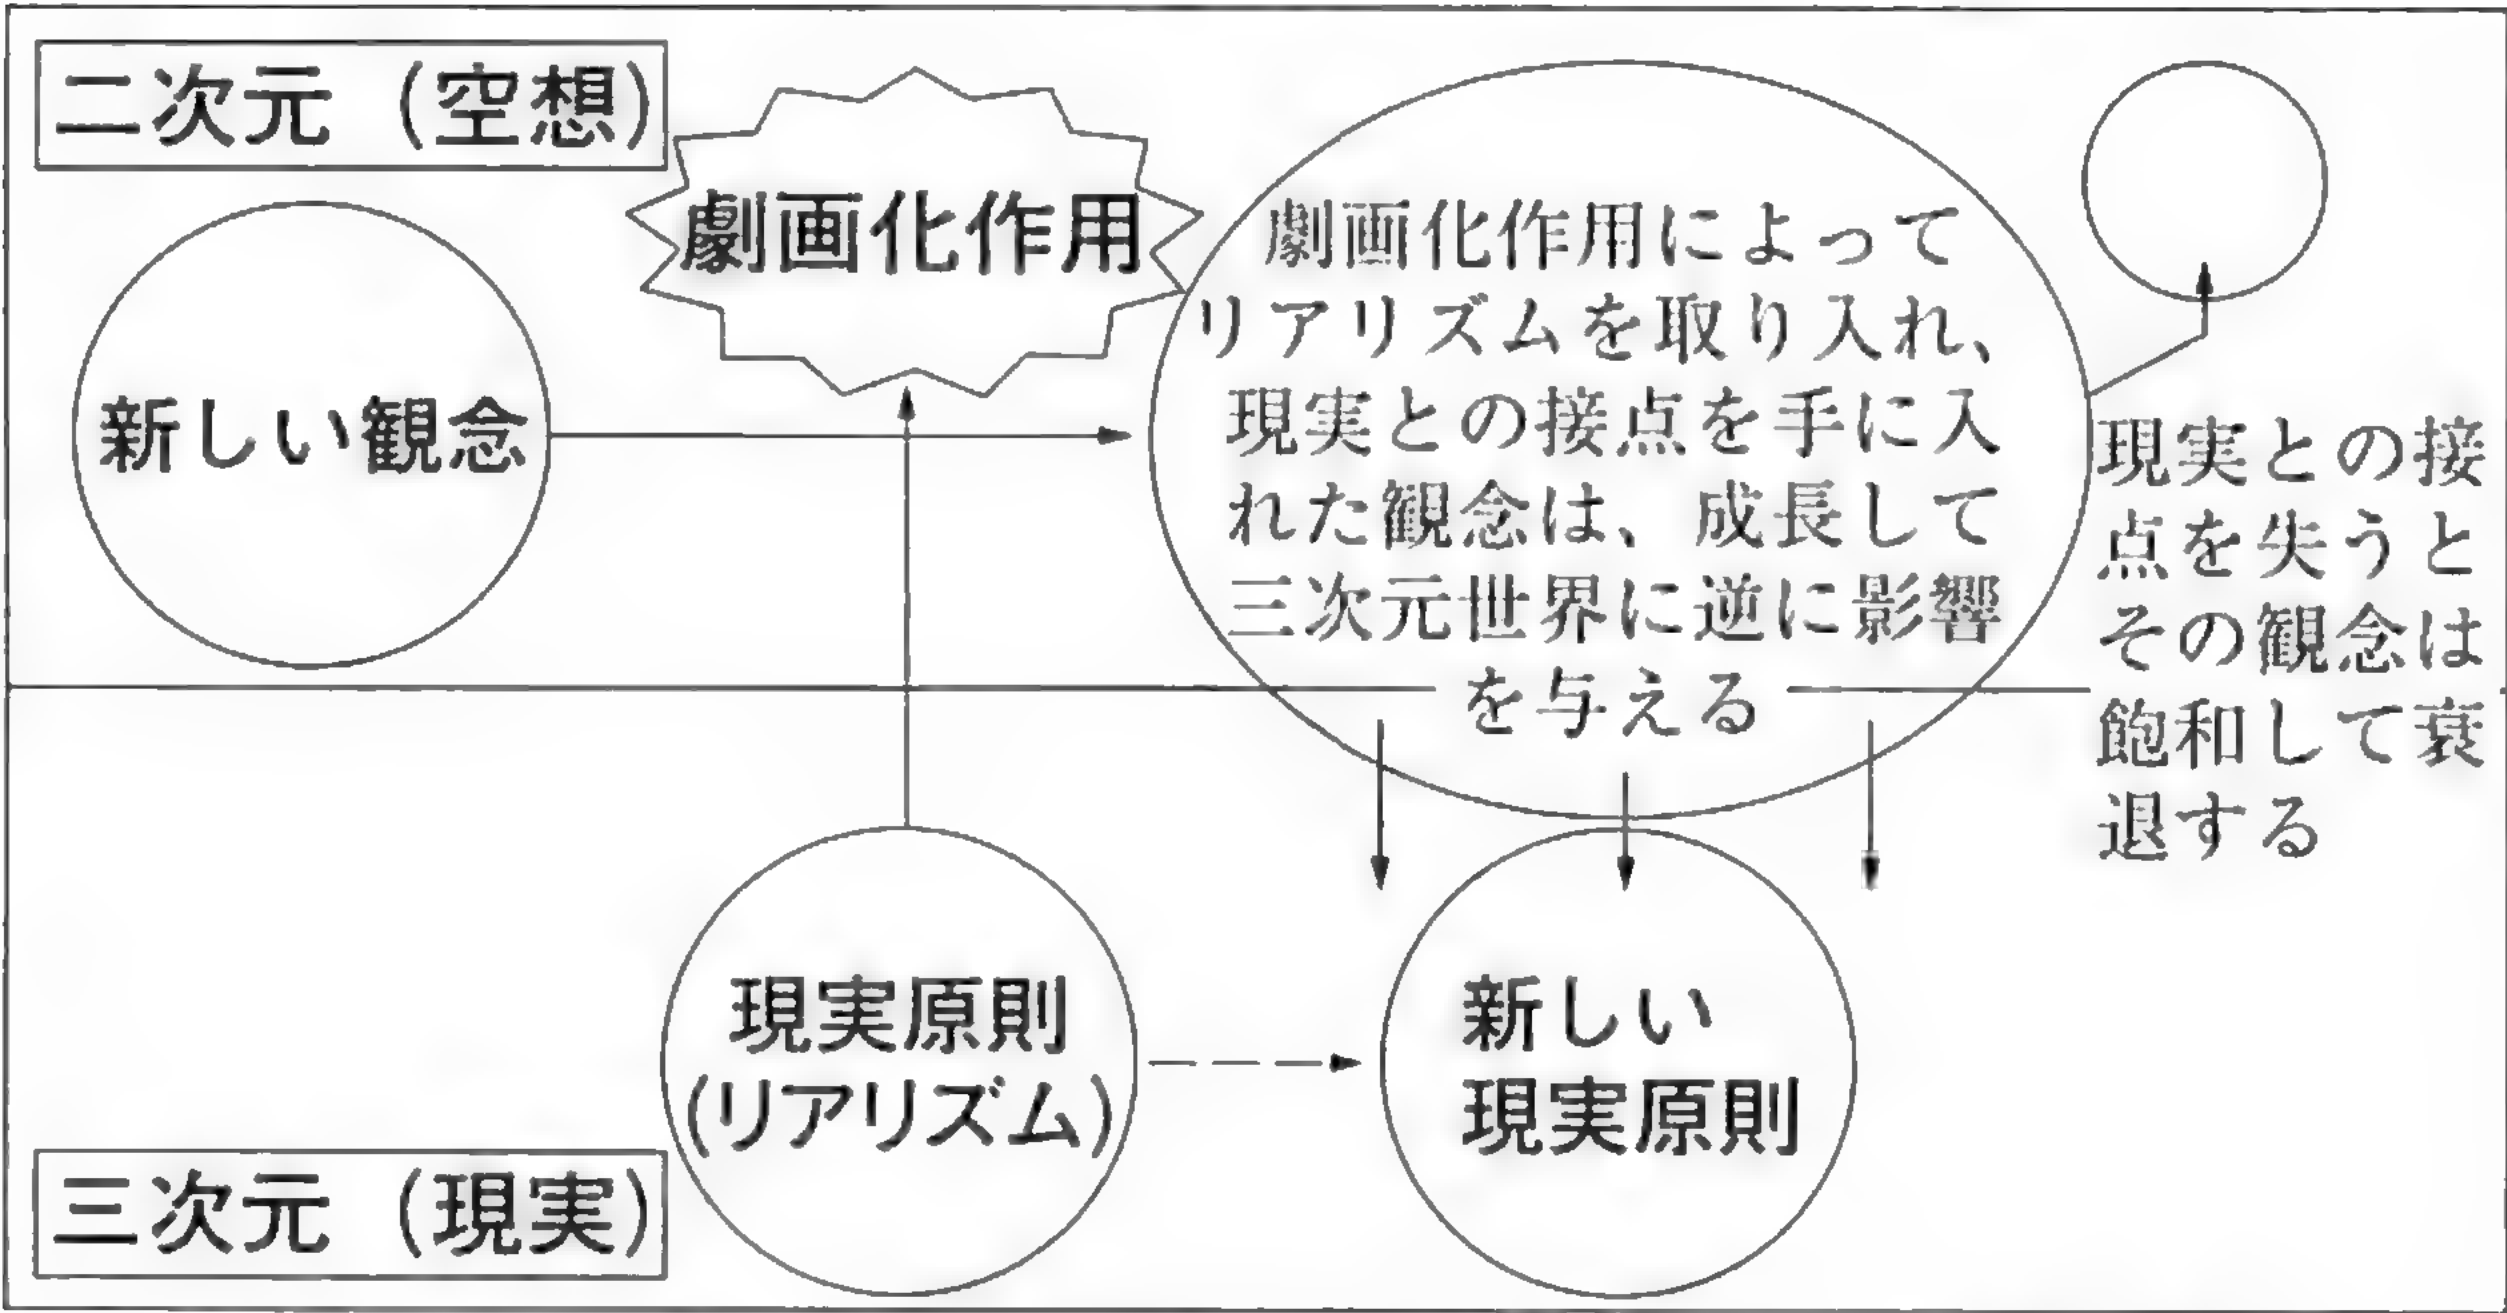 二次元（空想）
劇画化作用
新しい観念
劇画化作用によって
リアリズムを取り入れ、
現実との接点を手に入
れた観念は、成長して
三次元世界に逆に影響
を与える
現実との接
点を失うと
その観念は
飽和して衰
退する
現実原則
(リアリズム)
新しい
現実原則
三次元（現実）